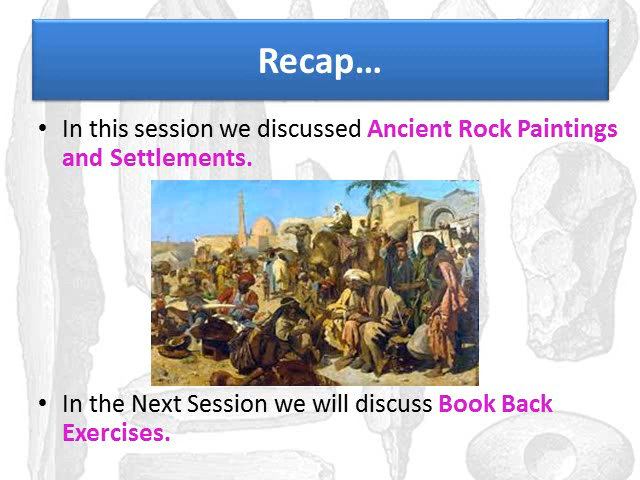 Recap…
• In this session we discussed Ancient Rock Paintings
and Settlements.
• In the Next Session we will discuss Book Back
Exercises.